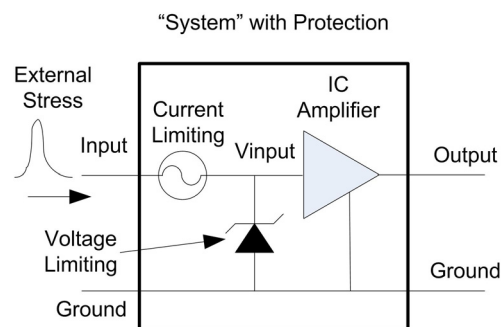 “System” with Protection
External
Stress
Input
Current
Limiting
Vinput
IC
Amplifier
Output
Voltage
Limiting
Ground
Ground